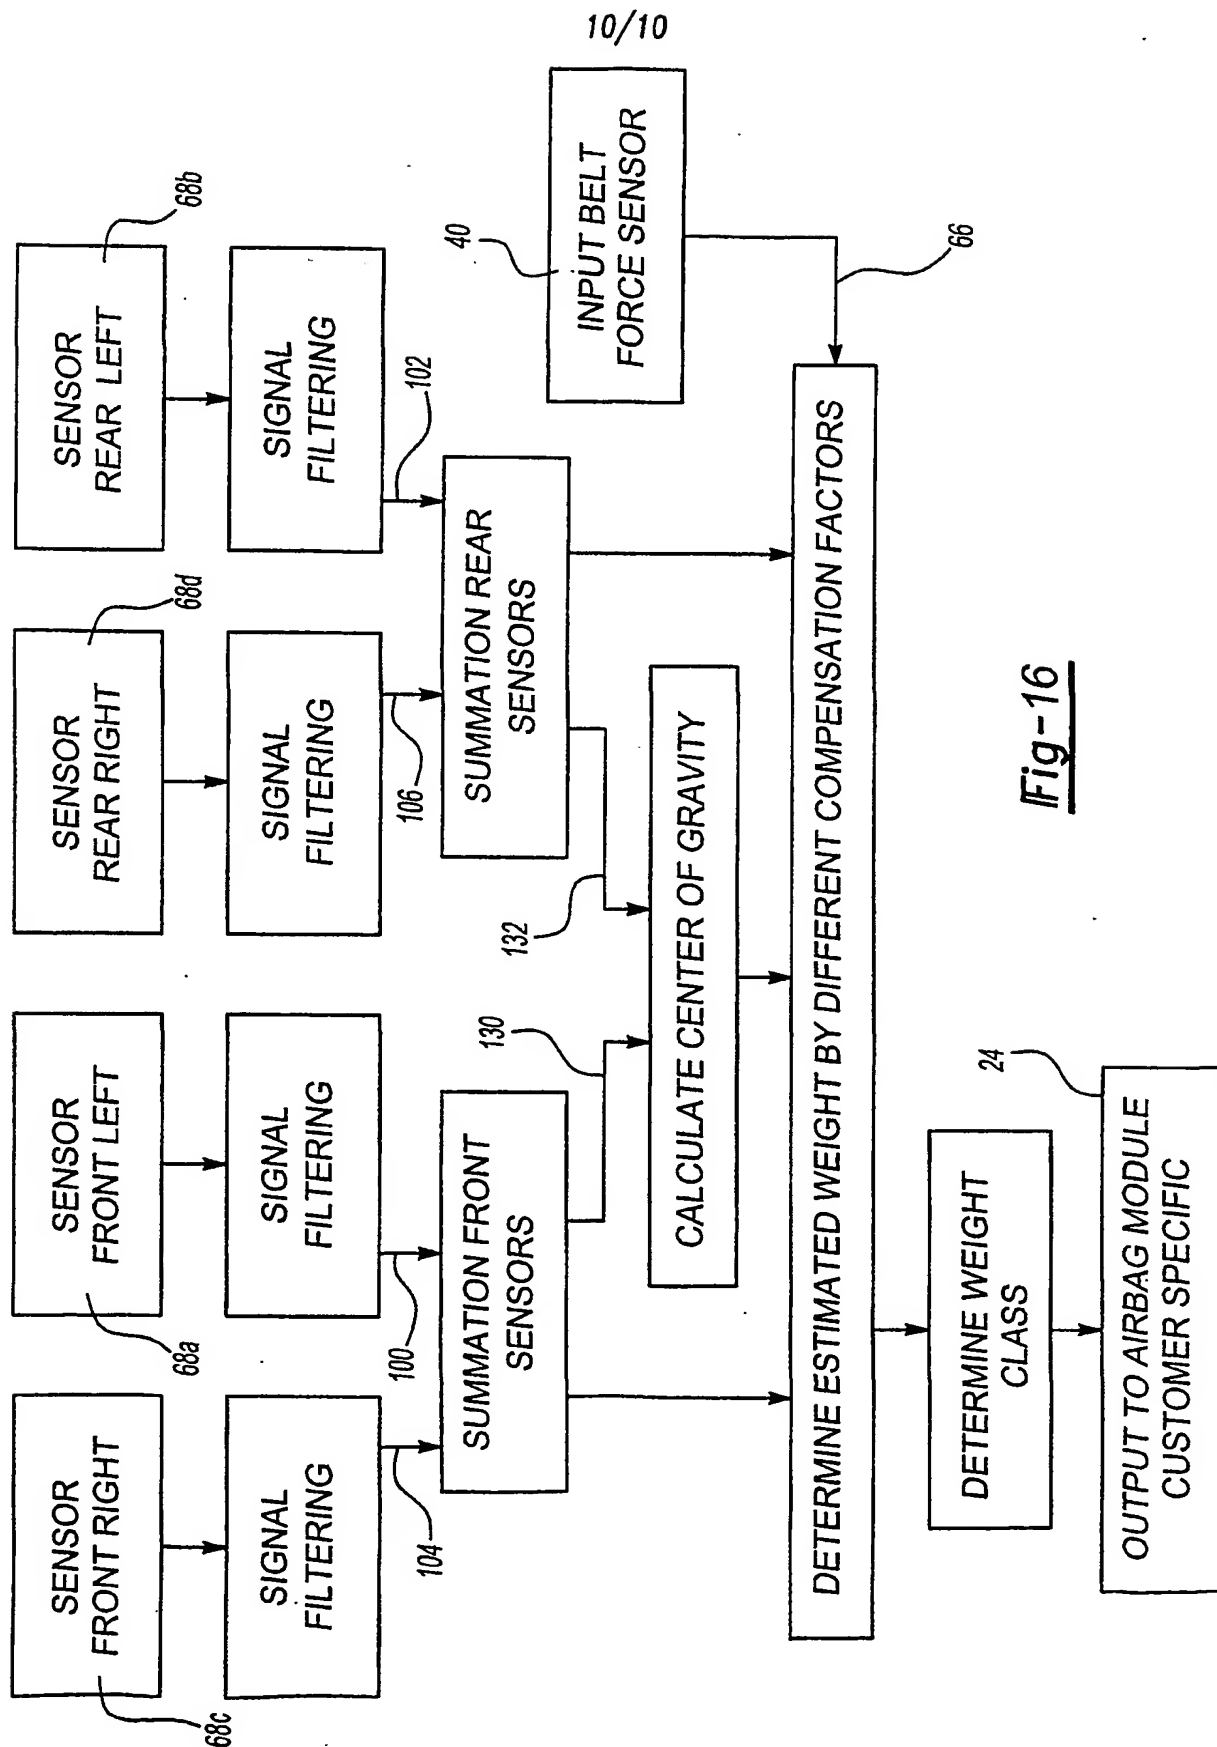 10/10
SENSOR
FRONT RIGHT
68c
SENSOR
FRONT LEFT
68a
SENSOR
REAR RIGHT
68d
SENSOR
REAR LEFT
68b
SIGNAL
FILTERING
SIGNAL
FILTERING
SIGNAL
FILTERING
SIGNAL
FILTERING
104
100
106
102
SUMMATION FRONT
SENSORS
SUMMATION REAR
SENSORS
40
INPUT BELT
FORCE SENSOR
130
132
66
CALCULATE CENTER OF GRAVITY
DETERMINE ESTIMATED WEIGHT BY DIFFERENT COMPENSATION FACTORS
DETERMINE WEIGHT
CLASS
24
OUTPUT TO AIRBAG MODULE
CUSTOMER SPECIFIC
Fig-16